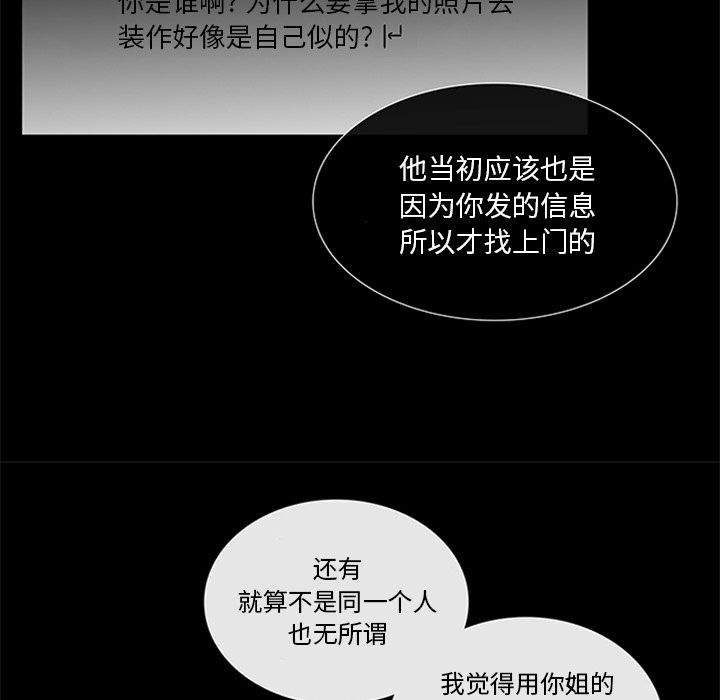 你是谁啊？为什么要拿我的照片去
装作好像是自己似的？
他当初应该也是
因为你发的信息
所以才找上门的
还有
就算不是同一个人
也无所谓
我觉得用你姐的